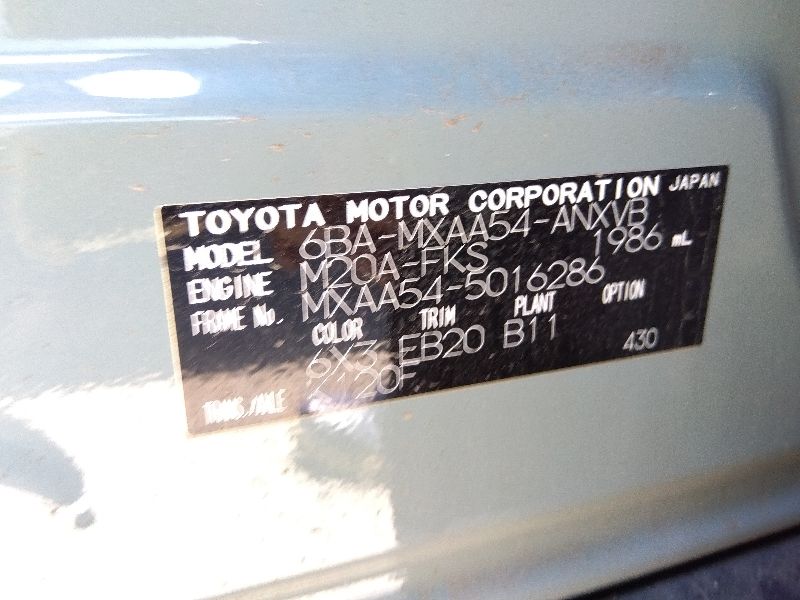 TOYOTA MOTOR CORPORATION JAPAN
MODEL 6BA-MXAA54-ANXVB
ENGINE M20A-FKS 1986 mL
FRAME No. MXAA54-5016286
COLOR TRIM PLANT OPTION
6X3 EB20 B11 430
TRANS./AXLE K120F